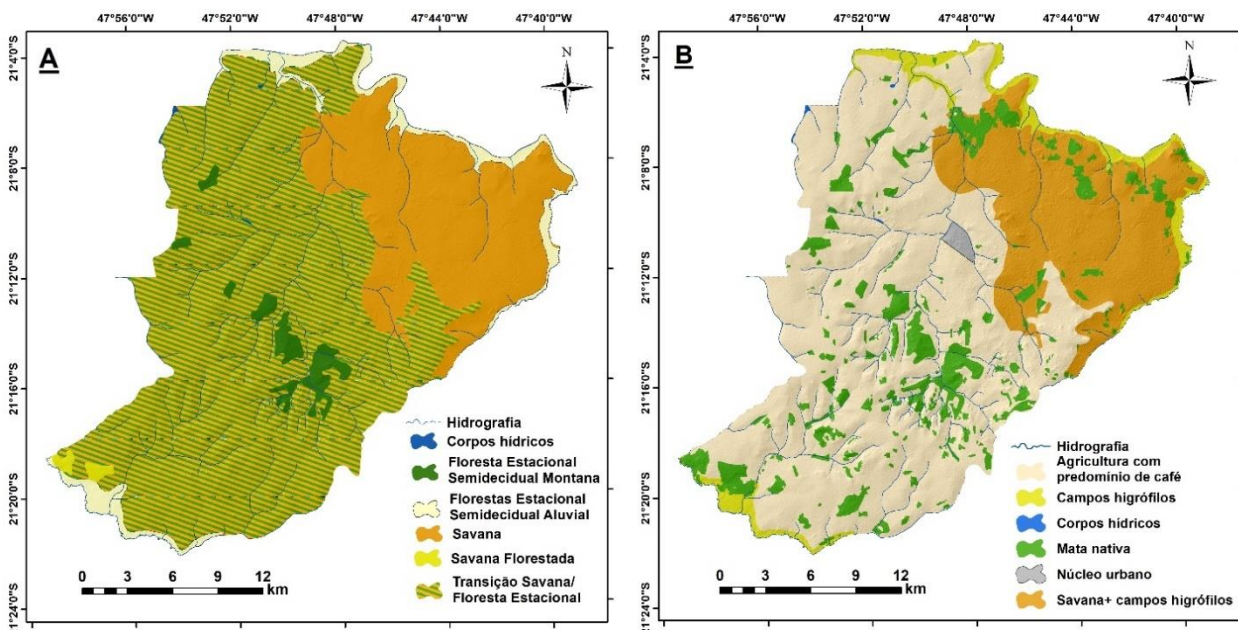 47°56'0"W 47°52'0"W 47°48'0"W 47°44'0"W 47°40'0"W
A
N
21°4'0"S
21°8'0"S
21°12'0"S
21°16'0"S
21°20'0"S
21°24'0"S
Hidrografia
Corpos hídricos
Floresta Estacional
Semidecidual Montana
Florestas Estacional
Semidecidual Aluvial
Savana
Savana Florestada
Transição Savana/
Floresta Estacional
0 3 6 9 12
km
47°56'0"W 47°52'0"W 47°48'0"W 47°44'0"W 47°40'0"W
B
N
21°4'0"S
21°8'0"S
21°12'0"S
21°16'0"S
21°20'0"S
21°24'0"S
Hidrografia
Agricultura com
predomínio de café
Campos higrófilos
Corpos hídricos
Mata nativa
Núcleo urbano
Savana+ campos higrófilos
0 3 6 9 12
km